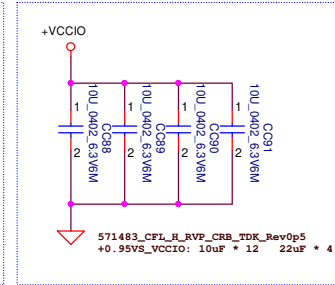 +VCCIO
1
1
1
1
10U_0402_6.3V6M
CC88
10U_0402_6.3V6M
CC89
10U_0402_6.3V6M
CC90
10U_0402_6.3V6M
CC91
2
2
2
2
571483_CFL_H_RVP_CRB_TDK_Rev0p5
+0.95VS_VCCIO: 10uF * 12 22uF * 4